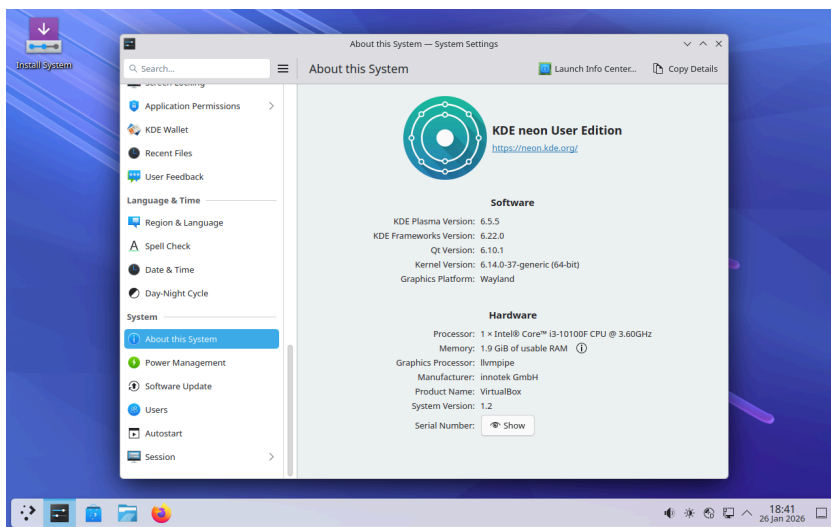 Install System
About this System — System Settings
Search...
About this System
Launch Info Center...
Copy Details
Screen Locking
Application Permissions
KDE Wallet
Recent Files
User Feedback
Language & Time
Region & Language
Spell Check
Date & Time
Day-Night Cycle
System
About this System
Power Management
Software Update
Users
Autostart
Session
KDE neon User Edition
https://neon.kde.org/
Software
KDE Plasma Version: 6.5.5
KDE Frameworks Version: 6.22.0
Qt Version: 6.10.1
Kernel Version: 6.14.0-37-generic (64-bit)
Graphics Platform: Wayland
Hardware
Processor: 1 × Intel® Core™ i3-10100F CPU @ 3.60GHz
Memory: 1.9 GiB of usable RAM
Graphics Processor: llvmpipe
Manufacturer: innotek GmbH
Product Name: VirtualBox
System Version: 1.2
Serial Number: Show
18:41
26 Jan 2026